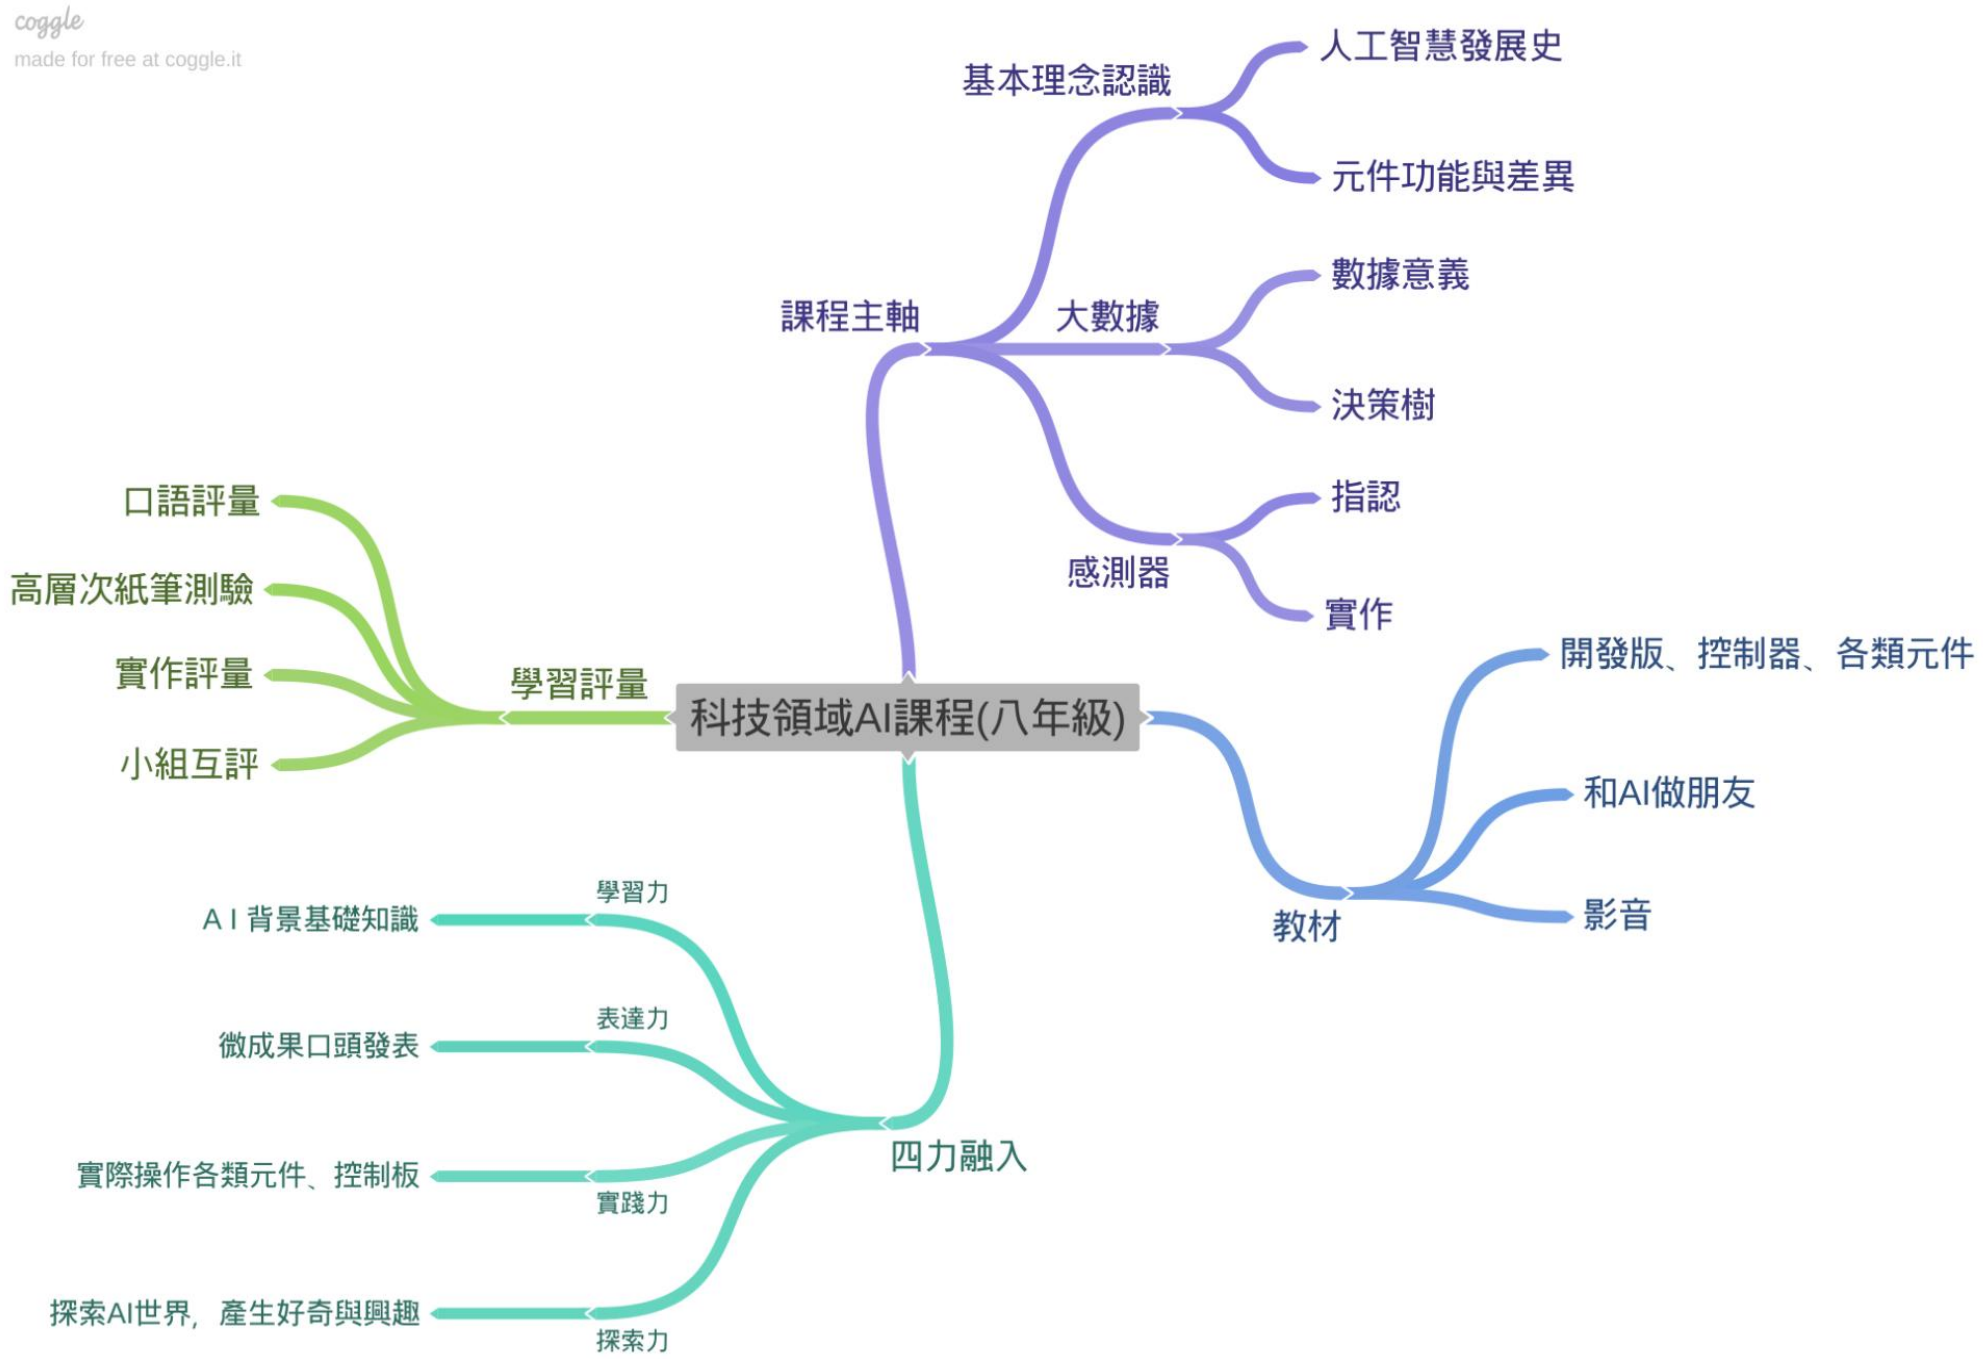 coggle
made for free at coggle.it
科技領域AI課程(八年級)
課程主軸
基本理念認識
人工智慧發展史
元件功能與差異
大數據
數據意義
決策樹
感測器
指認
實作
教材
開發版、控制器、各類元件
和AI做朋友
影音
學習評量
口語評量
高層次紙筆測驗
實作評量
小組互評
四力融入
學習力
A I 背景基礎知識
表達力
微成果口頭發表
實踐力
實際操作各類元件、控制板
探索力
探索AI世界，產生好奇與興趣